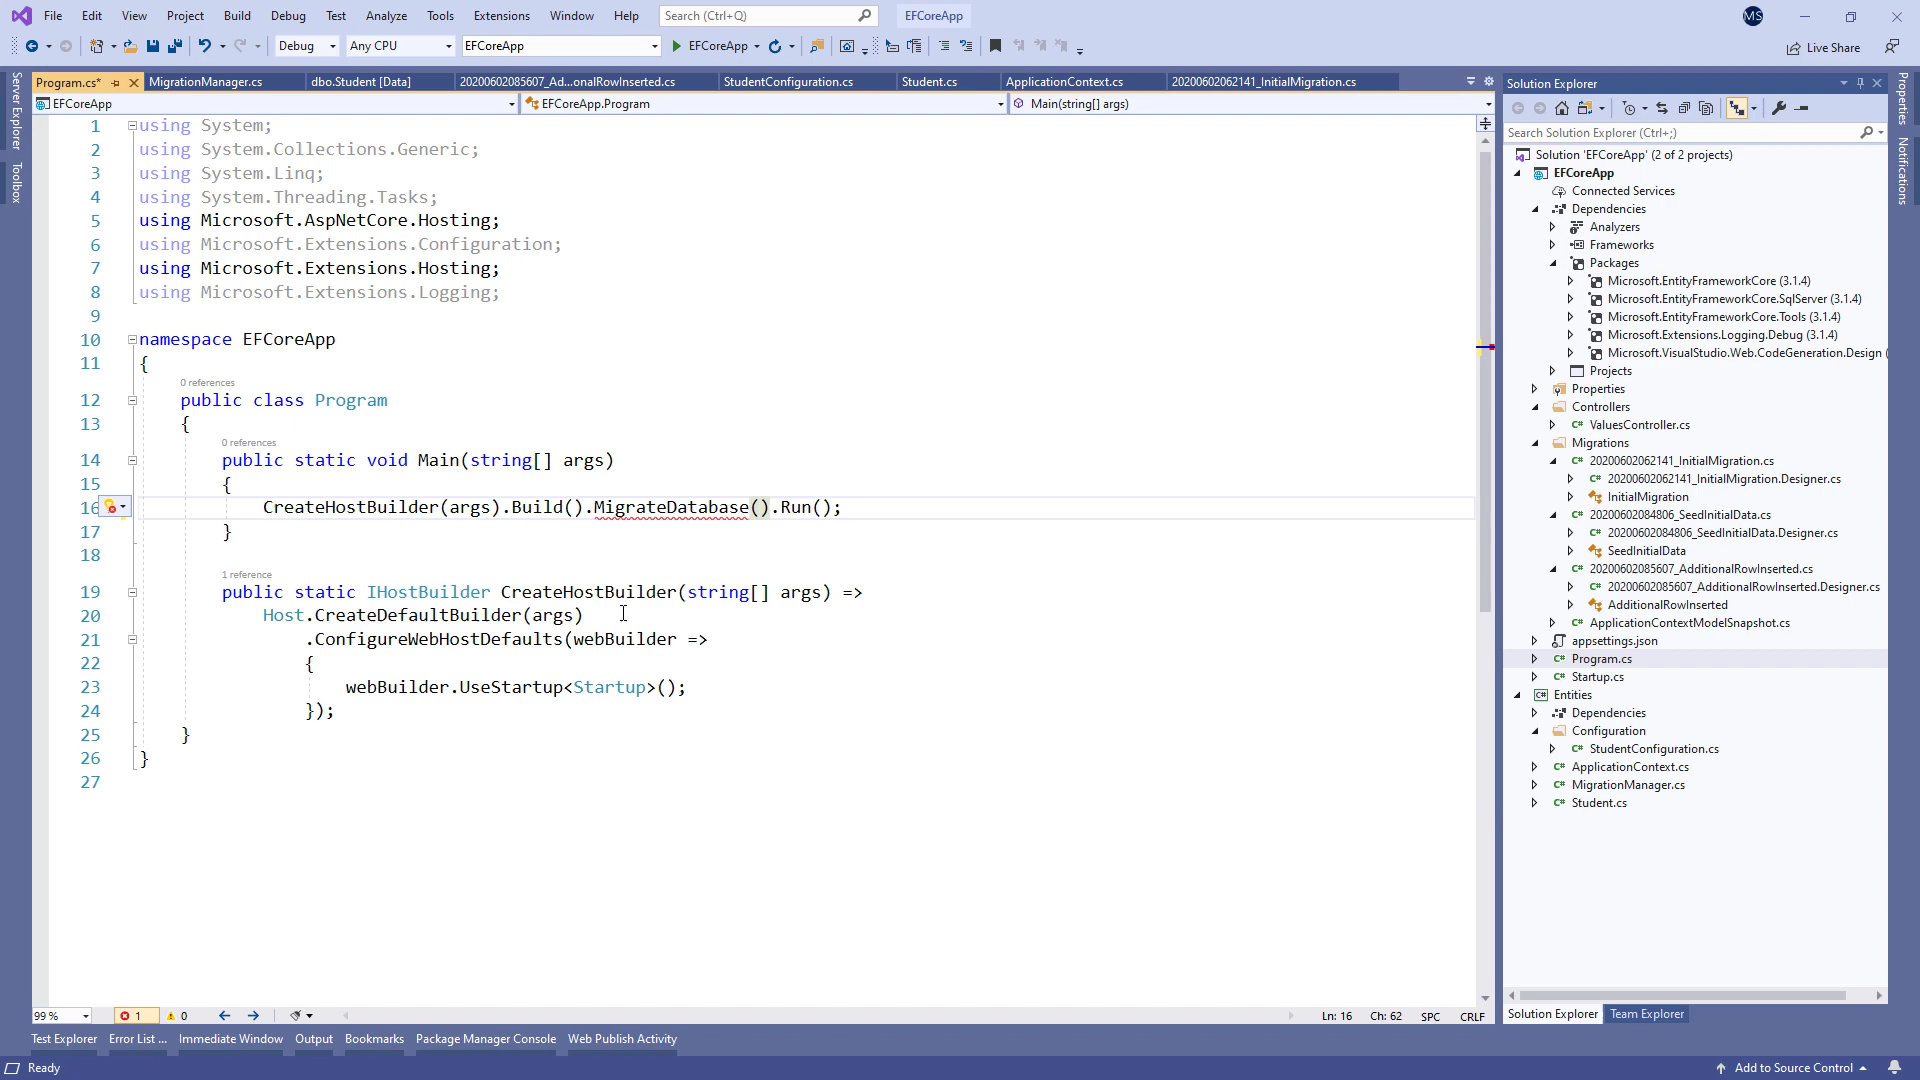 File Edit View Project Build Debug Test Analyze Tools Extensions Window Help Search (Ctrl+Q) EFCoreApp MS
Debug Any CPU EFCoreApp EFCoreApp Live Share
Program.cs* MigrationManager.cs dbo.Student [Data] 20200602085607_Ad...onalRowInserted.cs StudentConfiguration.cs Student.cs ApplicationContext.cs 20200602062141_InitialMigration.cs
EFCoreApp EFCoreApp.Program Main(string[] args)
Server Explorer
Toolbox
1 using System;
2 using System.Collections.Generic;
3 using System.Linq;
4 using System.Threading.Tasks;
5 using Microsoft.AspNetCore.Hosting;
6 using Microsoft.Extensions.Configuration;
7 using Microsoft.Extensions.Hosting;
8 using Microsoft.Extensions.Logging;
9
10 namespace EFCoreApp
11 {
0 references
12 public class Program
13 {
0 references
14 public static void Main(string[] args)
15 {
16 CreateHostBuilder(args).Build().MigrateDatabase().Run();
17 }
18
1 reference
19 public static IHostBuilder CreateHostBuilder(string[] args) =>
20 Host.CreateDefaultBuilder(args)
21 .ConfigureWebHostDefaults(webBuilder =>
22 {
23 webBuilder.UseStartup<Startup>();
24 });
25 }
26 }
27
99 % 1 0 Ln: 16 Ch: 62 SPC CRLF
Test Explorer Error List ... Immediate Window Output Bookmarks Package Manager Console Web Publish Activity
Ready Add to Source Control
Solution Explorer
Search Solution Explorer (Ctrl+;)
Solution 'EFCoreApp' (2 of 2 projects)
EFCoreApp
Connected Services
Dependencies
Analyzers
Frameworks
Packages
Microsoft.EntityFrameworkCore (3.1.4)
Microsoft.EntityFrameworkCore.SqlServer (3.1.4)
Microsoft.EntityFrameworkCore.Tools (3.1.4)
Microsoft.Extensions.Logging.Debug (3.1.4)
Microsoft.VisualStudio.Web.CodeGeneration.Design (
Projects
Properties
Controllers
C# ValuesController.cs
Migrations
C# 20200602062141_InitialMigration.cs
C# 20200602062141_InitialMigration.Designer.cs
InitialMigration
C# 20200602084806_SeedInitialData.cs
C# 20200602084806_SeedInitialData.Designer.cs
SeedInitialData
C# 20200602085607_AdditionalRowInserted.cs
C# 20200602085607_AdditionalRowInserted.Designer.cs
AdditionalRowInserted
C# ApplicationContextModelSnapshot.cs
appsettings.json
C# Program.cs
C# Startup.cs
C# Entities
Dependencies
Configuration
C# StudentConfiguration.cs
C# ApplicationContext.cs
C# MigrationManager.cs
C# Student.cs
Solution Explorer Team Explorer
Properties
Notifications